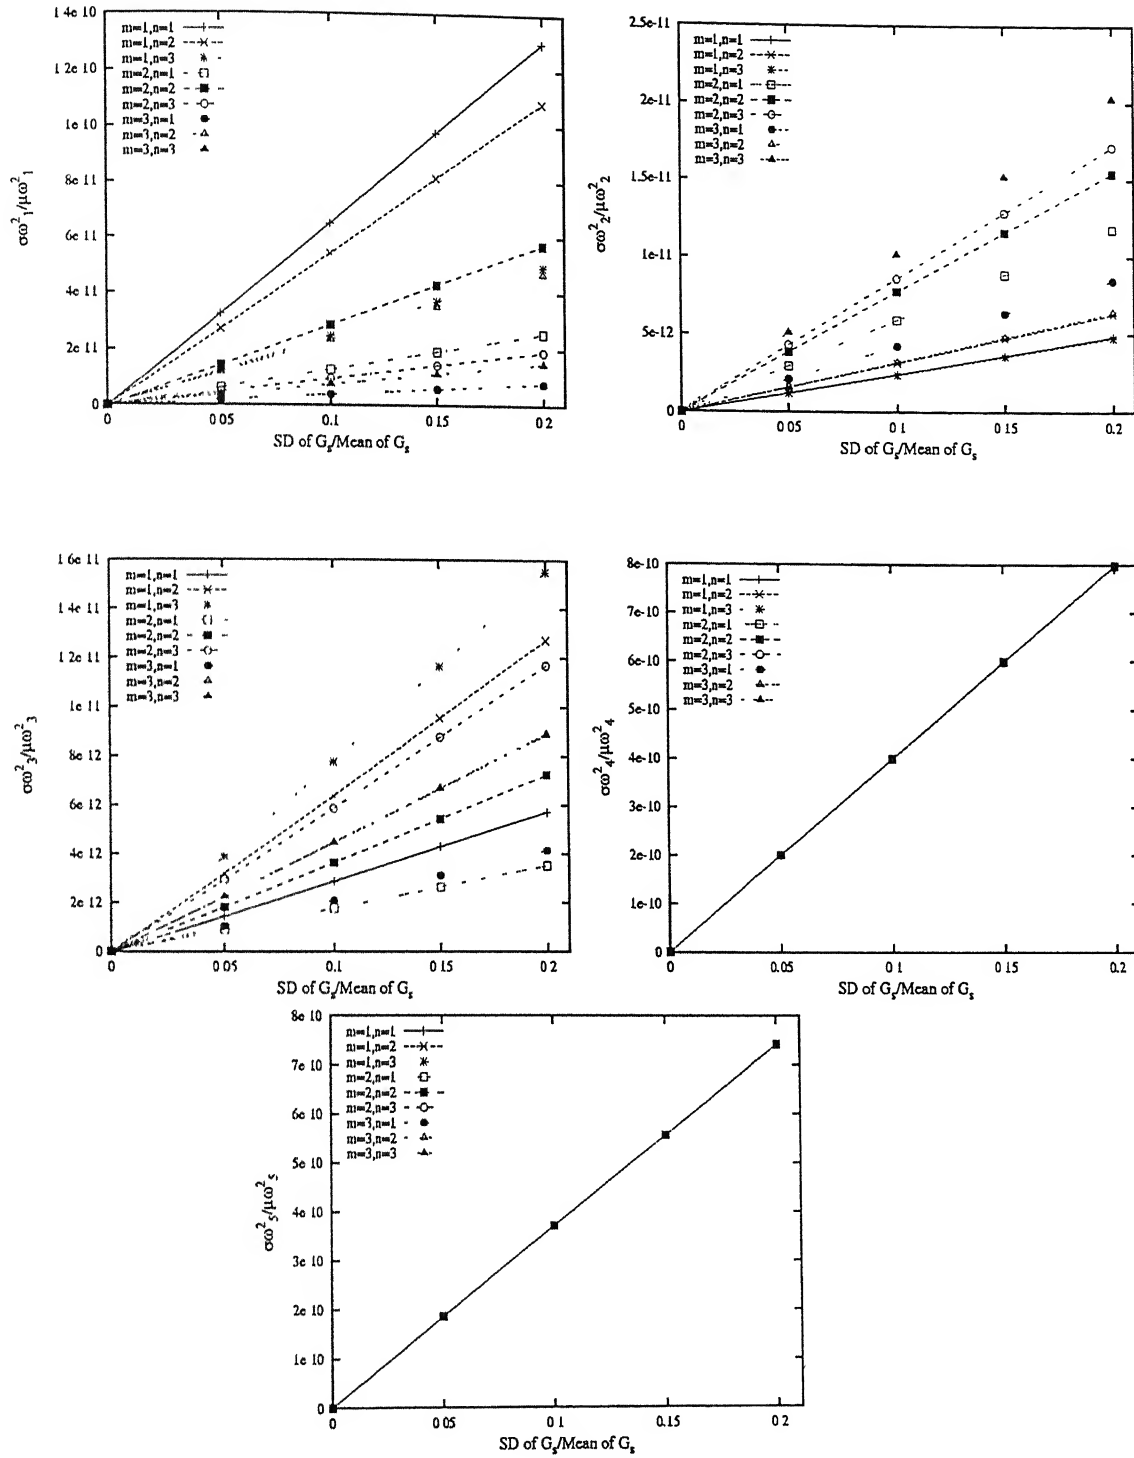 1 4e 10
1 2e 10
1e 10
8e 11
6e 11
4e 11
2e 11
0
m=1,n=1
m=1,n=2
m=1,n=3
m=2,n=1
m=2,n=2
m=2,n=3
m=3,n=1
m=3,n=2
m=3,n=3
σω²₁/μω²₁
0 0 05 0 1 0 15 0 2
SD of Gₛ/Mean of Gₛ
2.5e-11
2e-11
1.5e-11
1e-11
5e-12
0
m=1,n=1
m=1,n=2
m=1,n=3
m=2,n=1
m=2,n=2
m=2,n=3
m=3,n=1
m=3,n=2
m=3,n=3
σω²₂/μω²₂
0 0 05 0 1 0 15 0.2
SD of Gₛ/Mean of Gₛ
1 6e 11
1 4e 11
1 2e 11
1e 11
8e 12
6e 12
4e 12
2e 12
0
m=1,n=1
m=1,n=2
m=1,n=3
m=2,n=1
m=2,n=2
m=2,n=3
m=3,n=1
m=3,n=2
m=3,n=3
σω²₃/μω²₃
0 0 05 0.1 0 15 0 2
SD of Gₛ/Mean of Gₛ
8e-10
7e-10
6e-10
5e-10
4e-10
3e-10
2e-10
1e-10
0
m=1,n=1
m=1,n=2
m=1,n=3
m=2,n=1
m=2,n=2
m=2,n=3
m=3,n=1
m=3,n=2
m=3,n=3
σω²₄/μω²₄
0 0.05 0 1 0.15 0.2
SD of Gₛ/Mean of Gₛ
8e 10
7e 10
6e 10
5e 10
4e 10
3e 10
2e 10
1e 10
0
m=1,n=1
m=1,n=2
m=1,n=3
m=2,n=1
m=2,n=2
m=2,n=3
m=3,n=1
m=3,n=2
m=3,n=3
σω²₅/μω²₅
0 0 05 0 1 0.15 0 2
SD of Gₛ/Mean of Gₛ